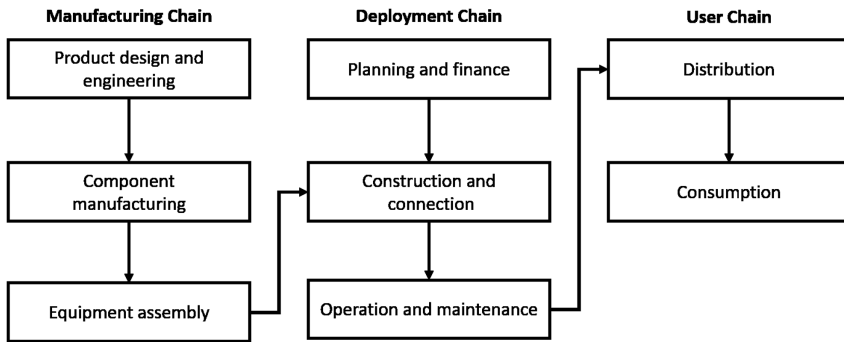 Manufacturing Chain
Product design and
engineering
Component
manufacturing
Equipment assembly
Deployment Chain
Planning and finance
Construction and
connection
Operation and maintenance
User Chain
Distribution
Consumption